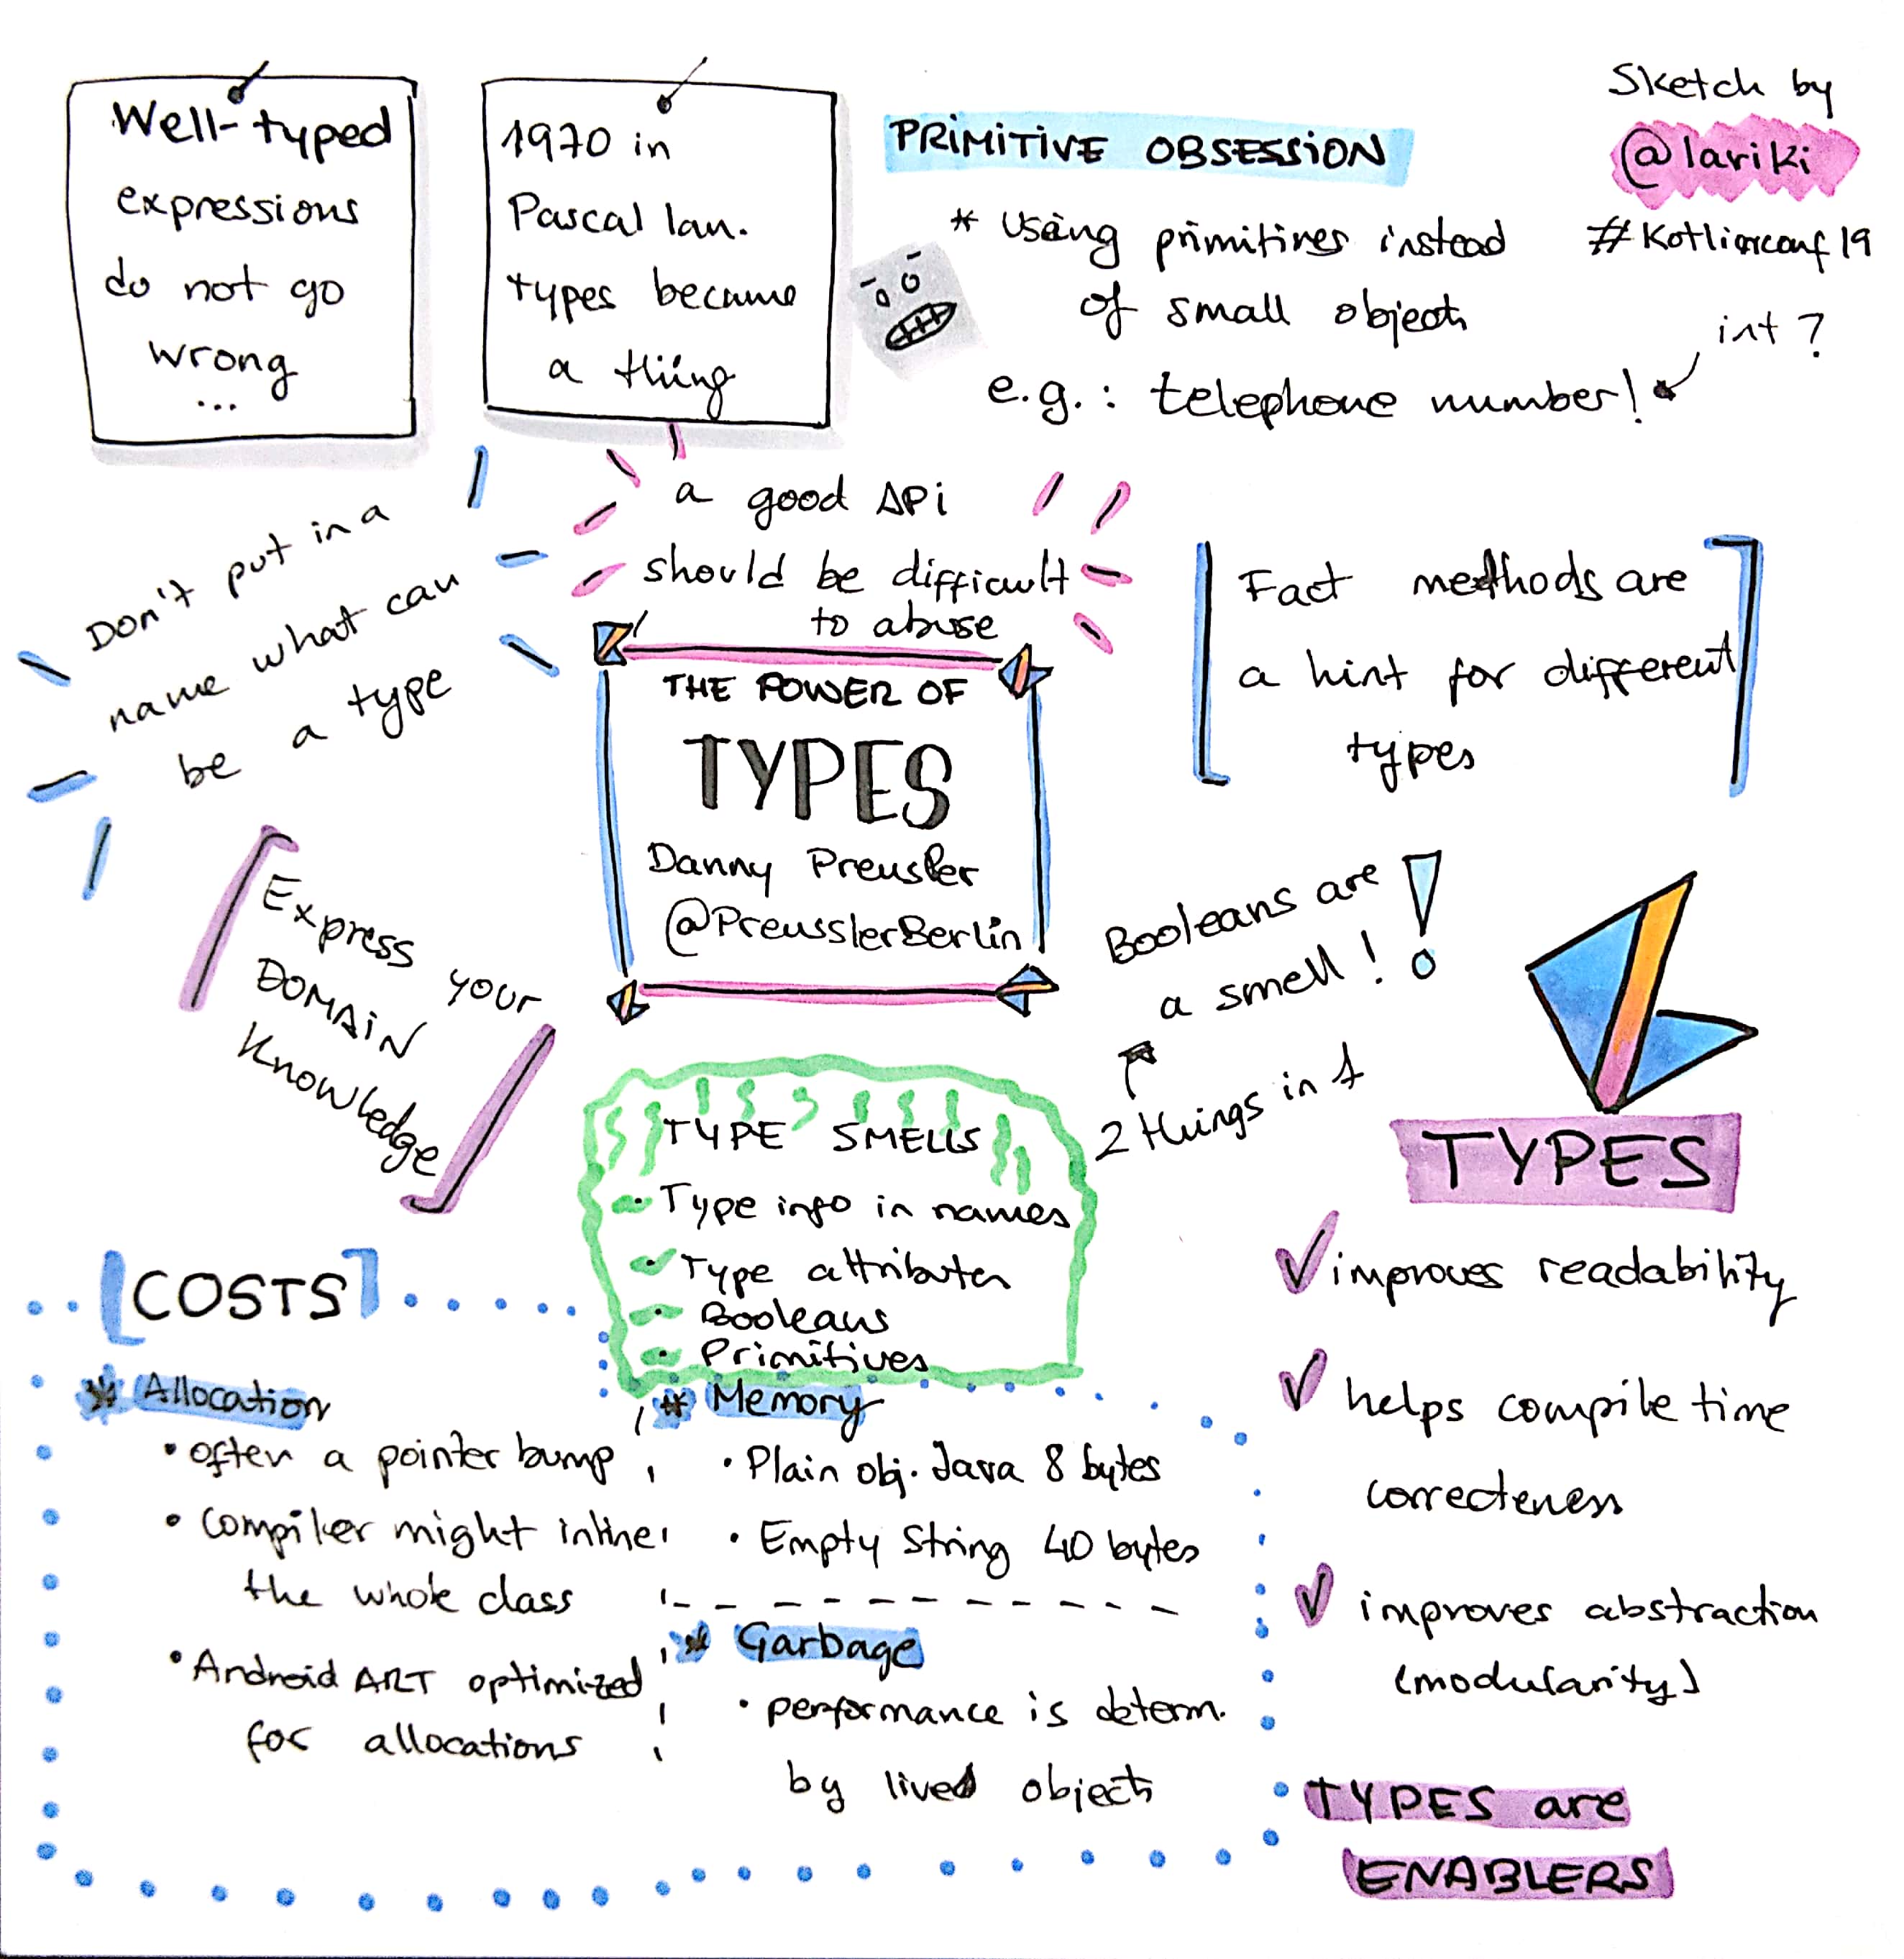 Well-typed
expressions
do not go
wrong
...
1970 in
Pascal lan.
types became
a thing
PRIMITIVE OBSESSION
* Using primitives instead
of small objects
e.g.: telephone number!
int?
Sketch by
@lariki
#Kotlinconf19
Don't put in a
name what can
be a type
a good API
should be difficult
to abuse
THE POWER OF
TYPES
Danny Preusler
@PreusslerBerlin
Fact methods are
a hint for different
types
Express your
DOMAIN
Knowledge
Booleans are
a smell!
2 things in 1
TYPE SMELLS
Type info in names
Type attributes
Booleans
Primitives
TYPES
improves readability
helps compile time
correctness
improves abstraction
(modularity)
TYPES are
ENABLERS
COSTS
* Allocation
• often a pointer bump
• Compiler might inline
the whole class
• Android ART optimized
for allocations
* Memory
• Plain obj. Java 8 bytes
• Empty String 40 bytes
* Garbage
• performance is determ.
by lived objects